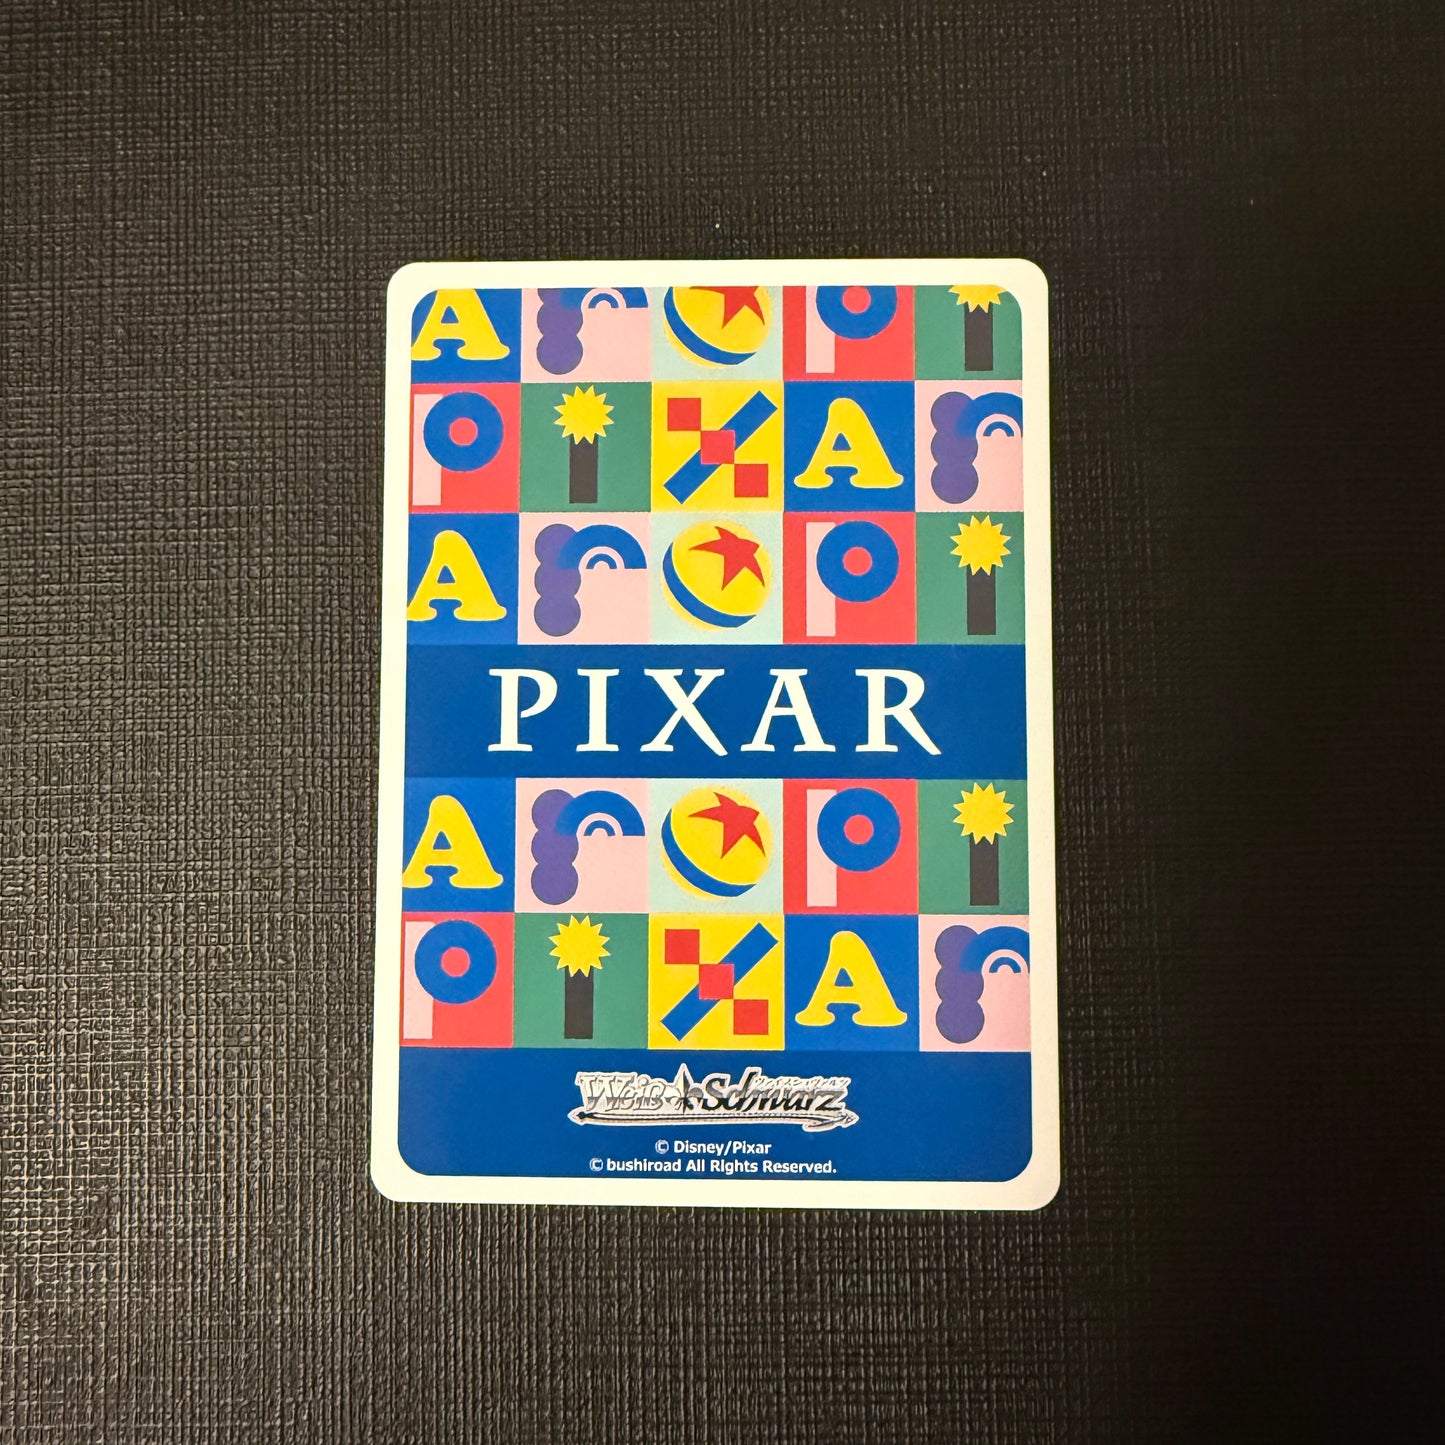 A r P i
P i X A r
A r P i
PIXAR
A r P i
P i X A r
Weiß Schwarz
© Disney/Pixar
© bushiroad All Rights Reserved.